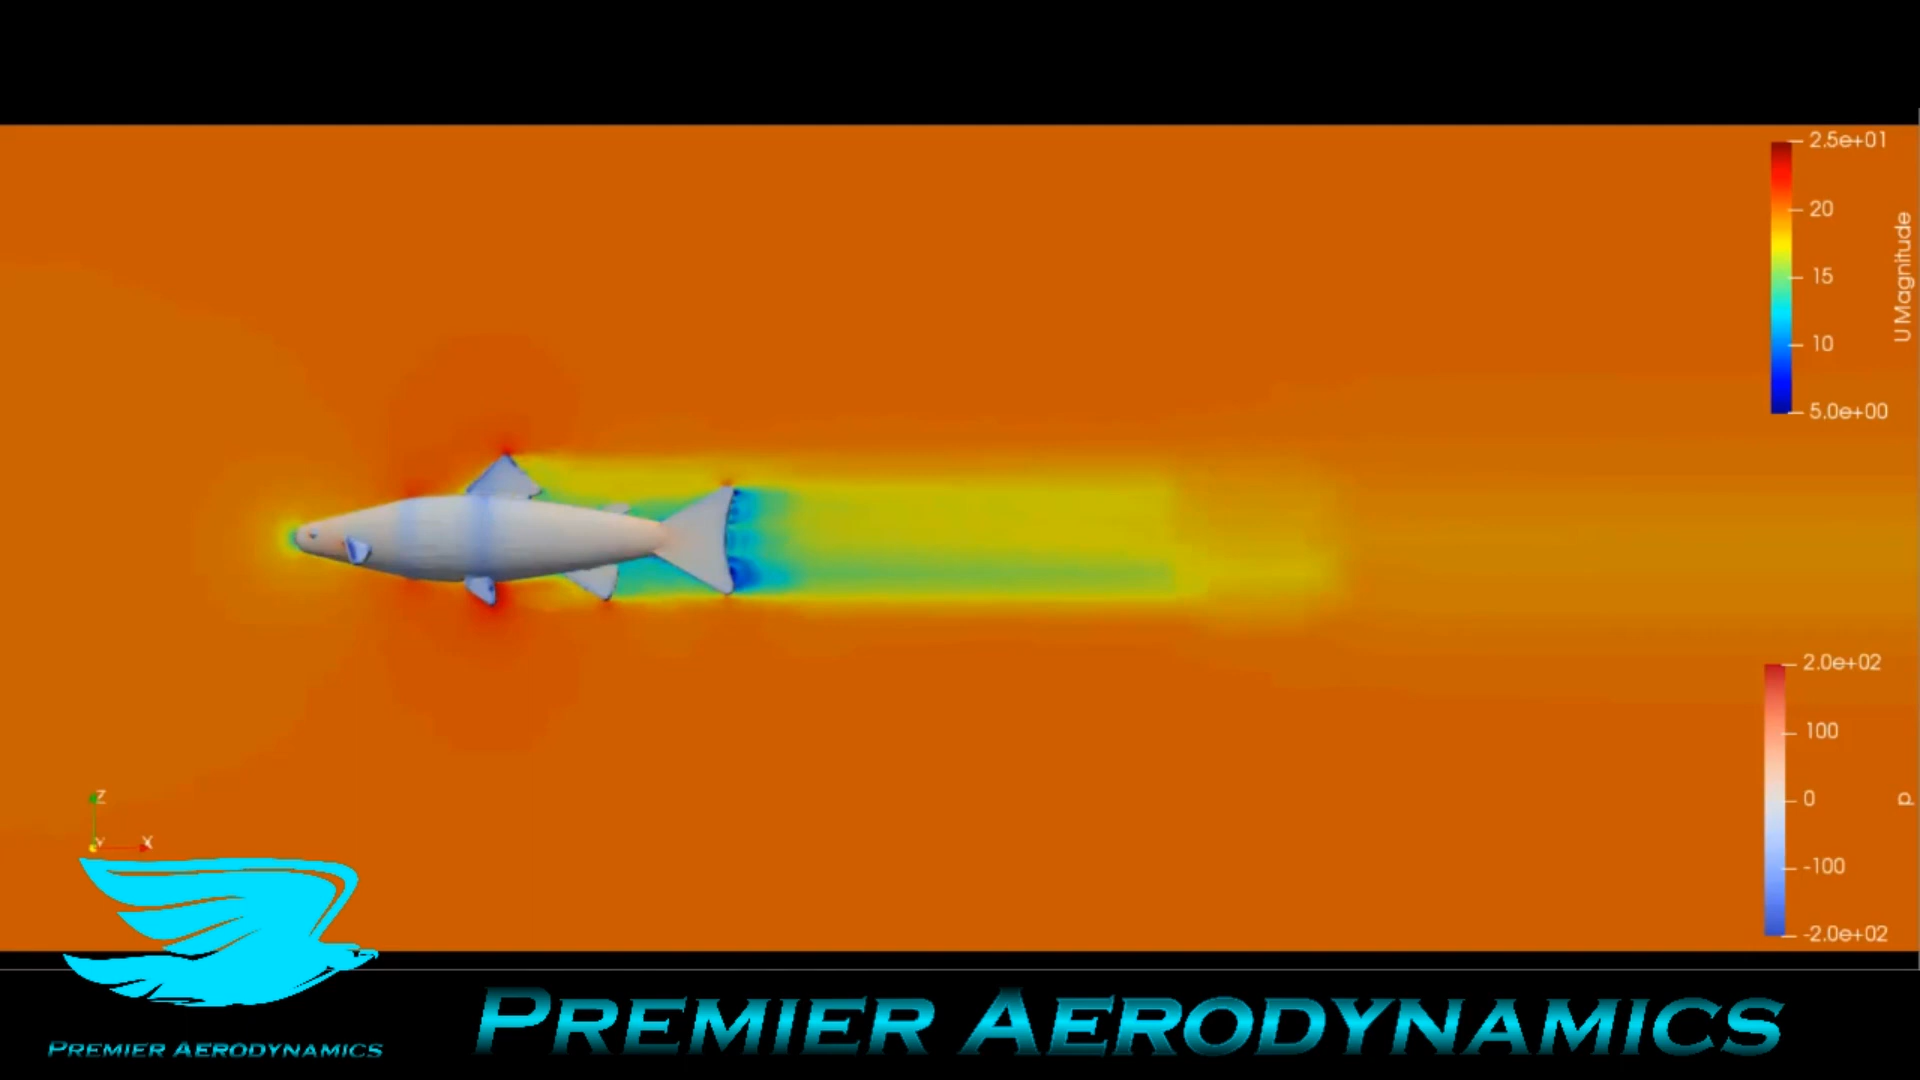 2.5e+01
20
15
10
5.0e+00
U Magnitude
2.0e+02
100
0
-100
-2.0e+02
p
Z
Y
X
PREMIER AERODYNAMICS
PREMIER AERODYNAMICS